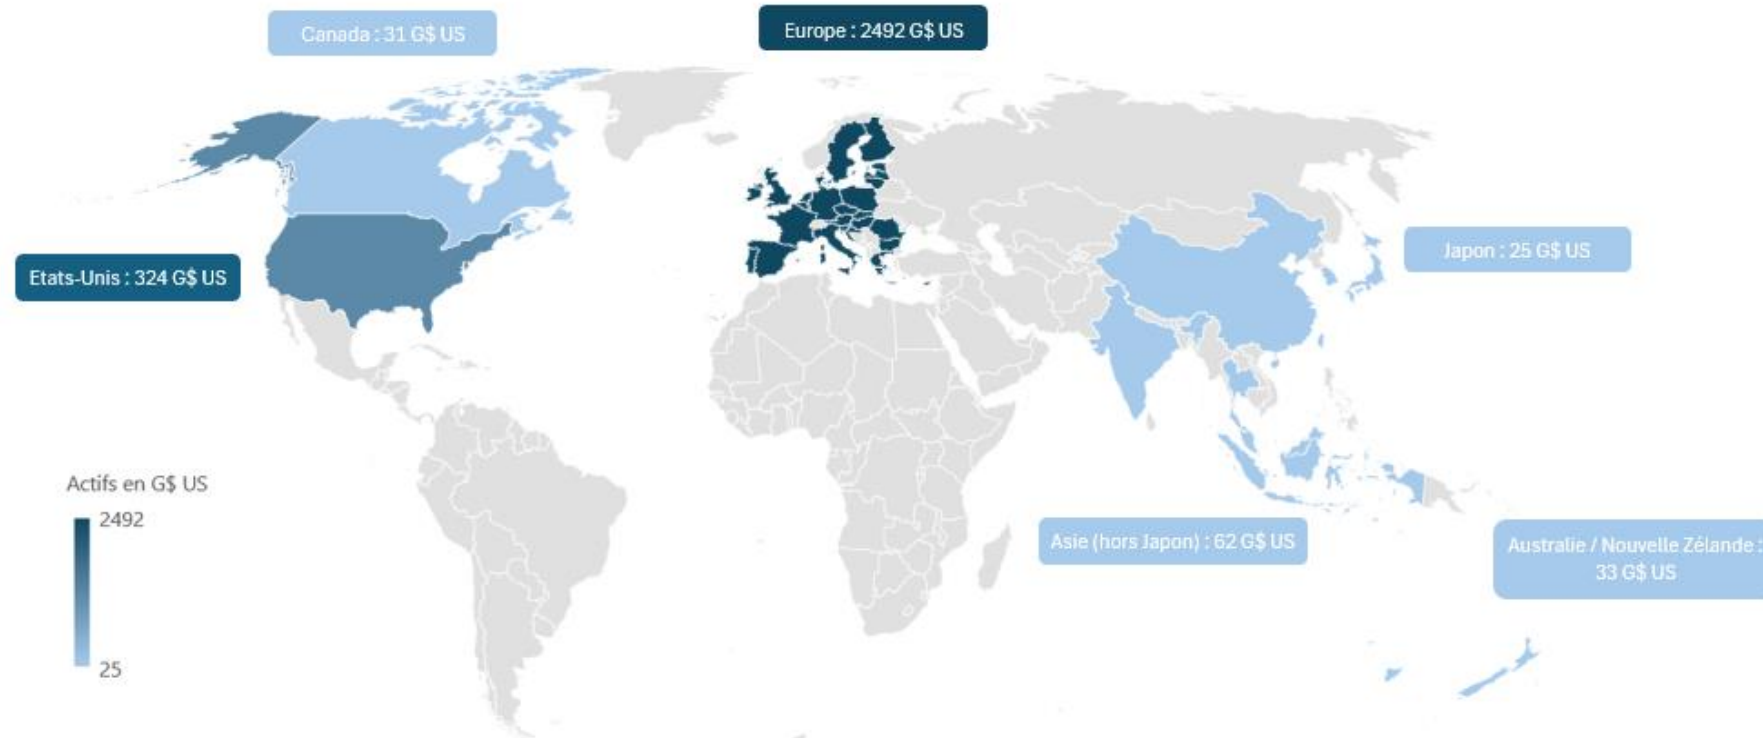 Canada : 31 G$ US
Europe : 2492 G$ US
Japon : 25 G$ US
Etats-Unis : 324 G$ US
Actifs en G$ US
2492
25
Asie (hors Japon) : 62 G$ US
Australie / Nouvelle Zélande :
33 G$ US